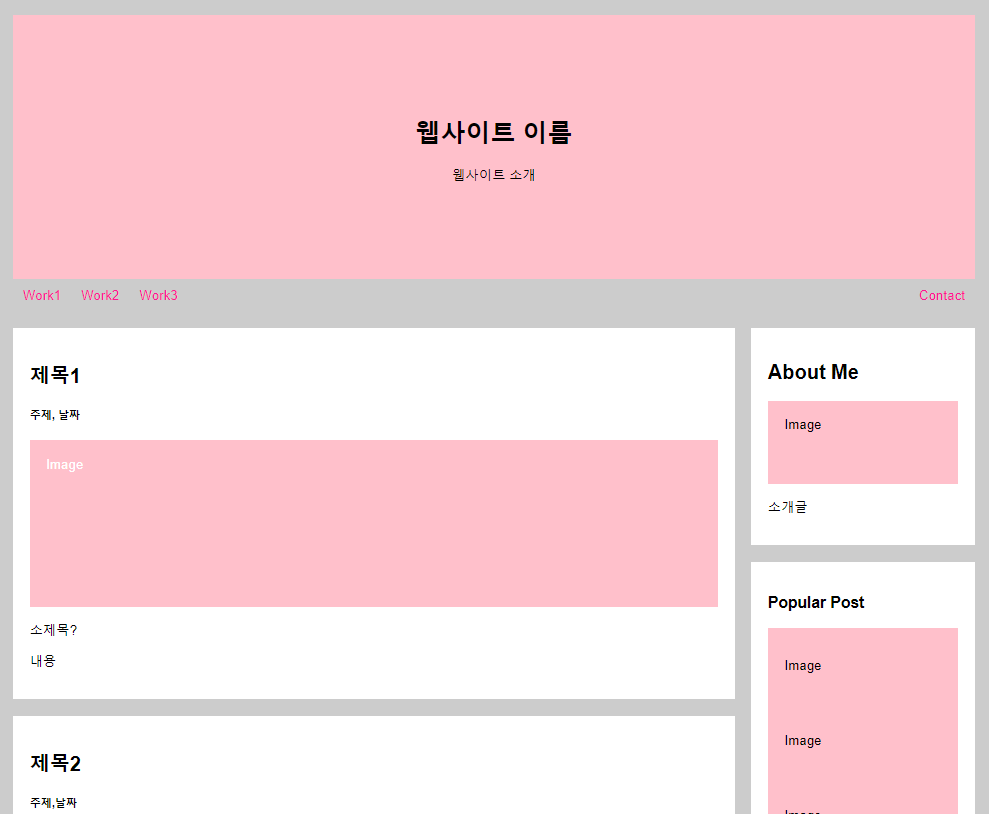 웹사이트 이름
웹사이트 소개
Work1 Work2 Work3 Contact
제목1
주제, 날짜
Image
소제목?
내용
제목2
주제,날짜
About Me
Image
소개글
Popular Post
Image
Image
Image